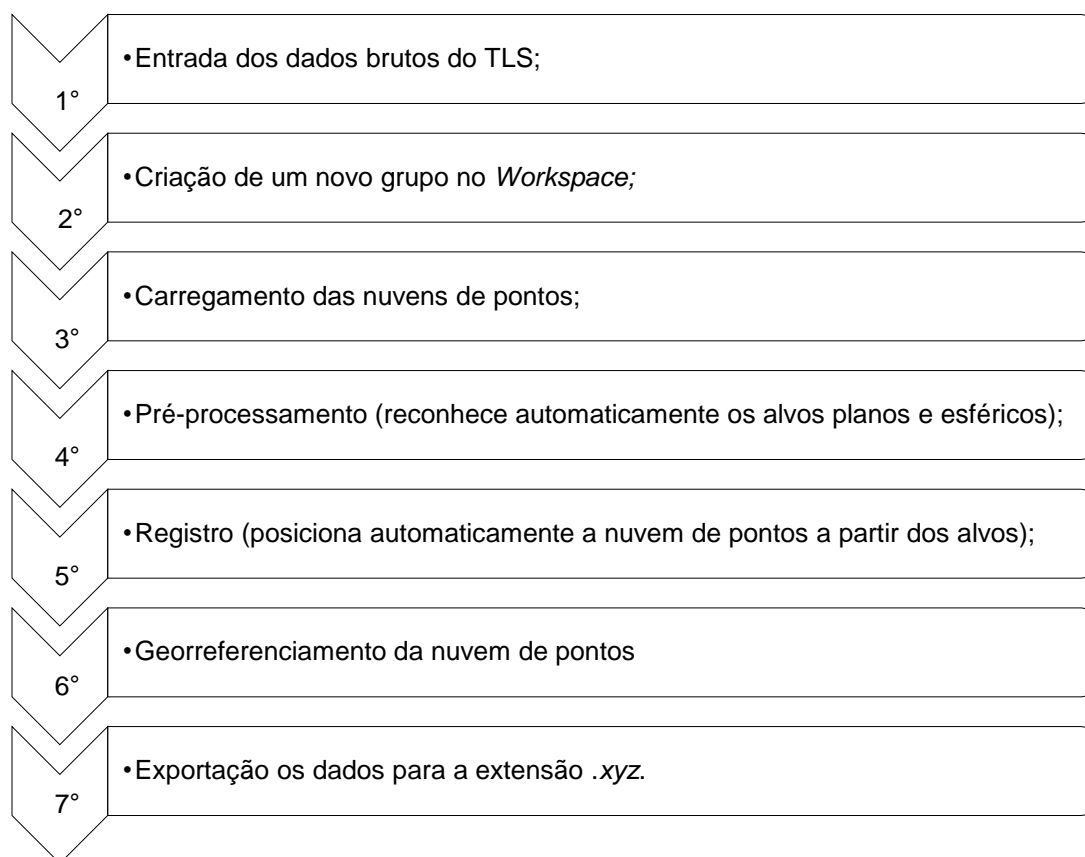 1°
•Entrada dos dados brutos do TLS;
2°
•Criação de um novo grupo no Workspace;
3°
•Carregamento das nuvens de pontos;
4°
•Pré-processamento (reconhece automaticamente os alvos planos e esféricos);
5°
•Registro (posiciona automaticamente a nuvem de pontos a partir dos alvos);
6°
•Georreferenciamento da nuvem de pontos
7°
•Exportação os dados para a extensão .xyz.